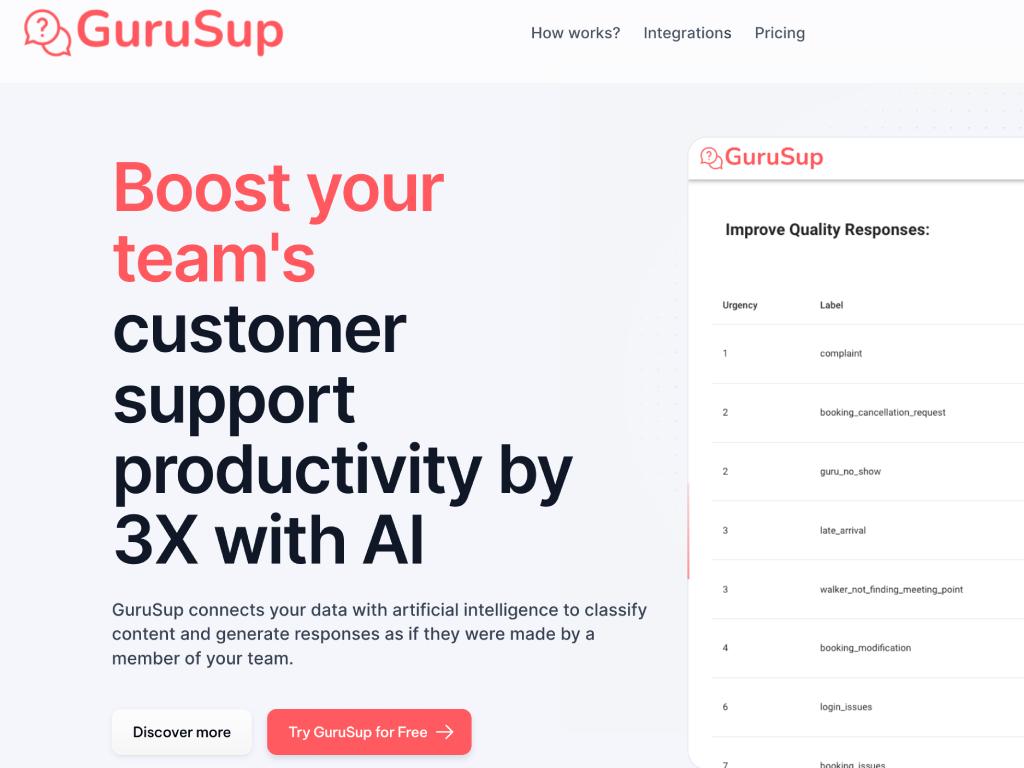 GuruSup
How works? Integrations Pricing
Boost your
team's
customer
support
productivity by
3X with AI
GuruSup connects your data with artificial intelligence to classify
content and generate responses as if they were made by a
member of your team.
Discover more
Try GuruSup for Free →
GuruSup
Improve Quality Responses:
Urgency Label
1 complaint
2 booking_cancellation_request
2 guru_no_show
3 late_arrival
3 walker_not_finding_meeting_point
4 booking_modification
6 login_issues
7 booking_issues